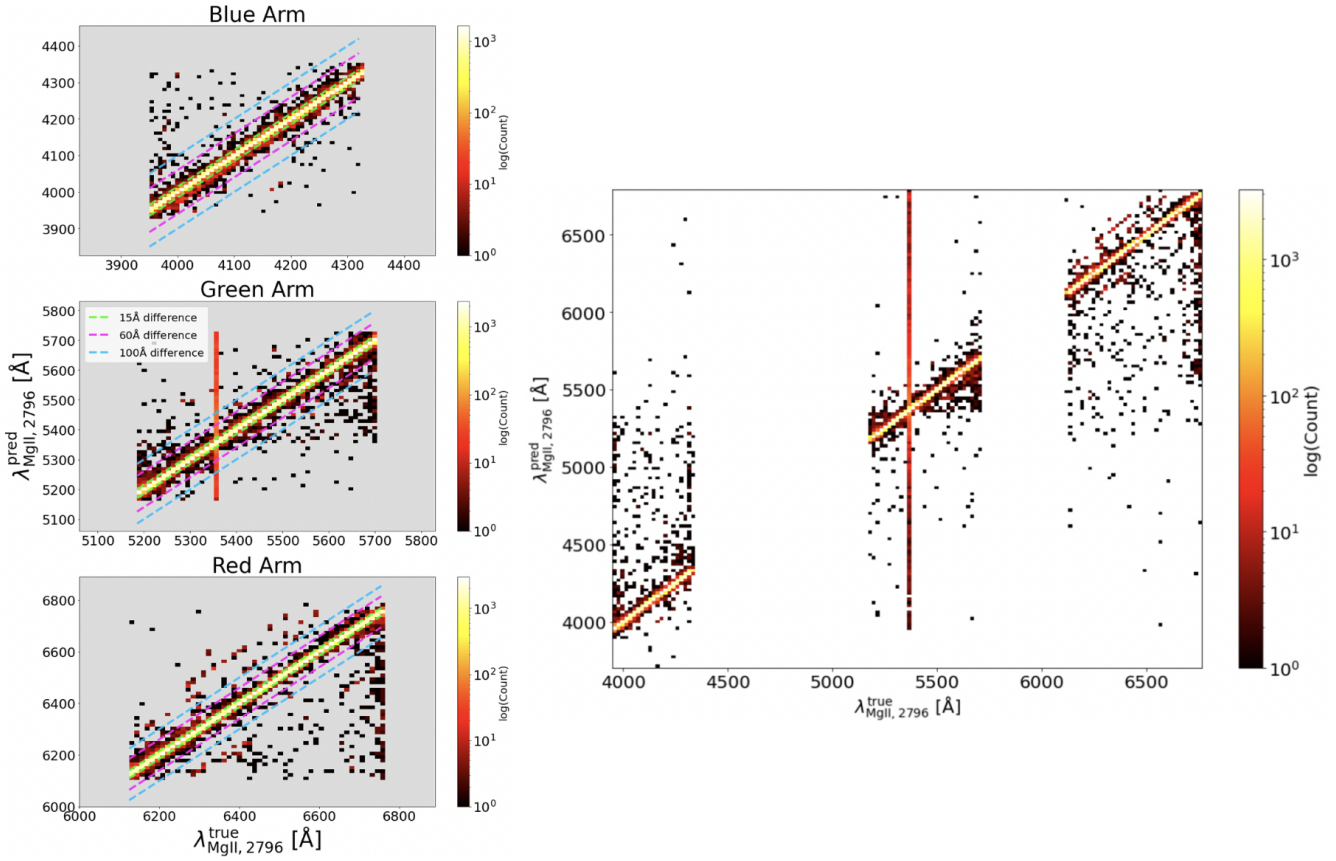 Blue Arm
4400
4300
4200
4100
4000
3900
3900 4000 4100 4200 4300 4400
10³
10²
10¹
10⁰
log(Count)
Green Arm
15Å difference
60Å difference
100Å difference
5800
5700
5600
5500
5400
5300
5200
5100
5100 5200 5300 5400 5500 5600 5700 5800
10³
10²
10¹
10⁰
log(Count)
λ^pred_MgII, 2796 [Å]
Red Arm
6800
6600
6400
6200
6000
6000 6200 6400 6600 6800
10³
10²
10¹
10⁰
log(Count)
λ^true_MgII, 2796 [Å]
6500
6000
5500
5000
4500
4000
4000 4500 5000 5500 6000 6500
λ^pred_MgII, 2796 [Å]
λ^true_MgII, 2796 [Å]
10³
10²
10¹
10⁰
log(Count)